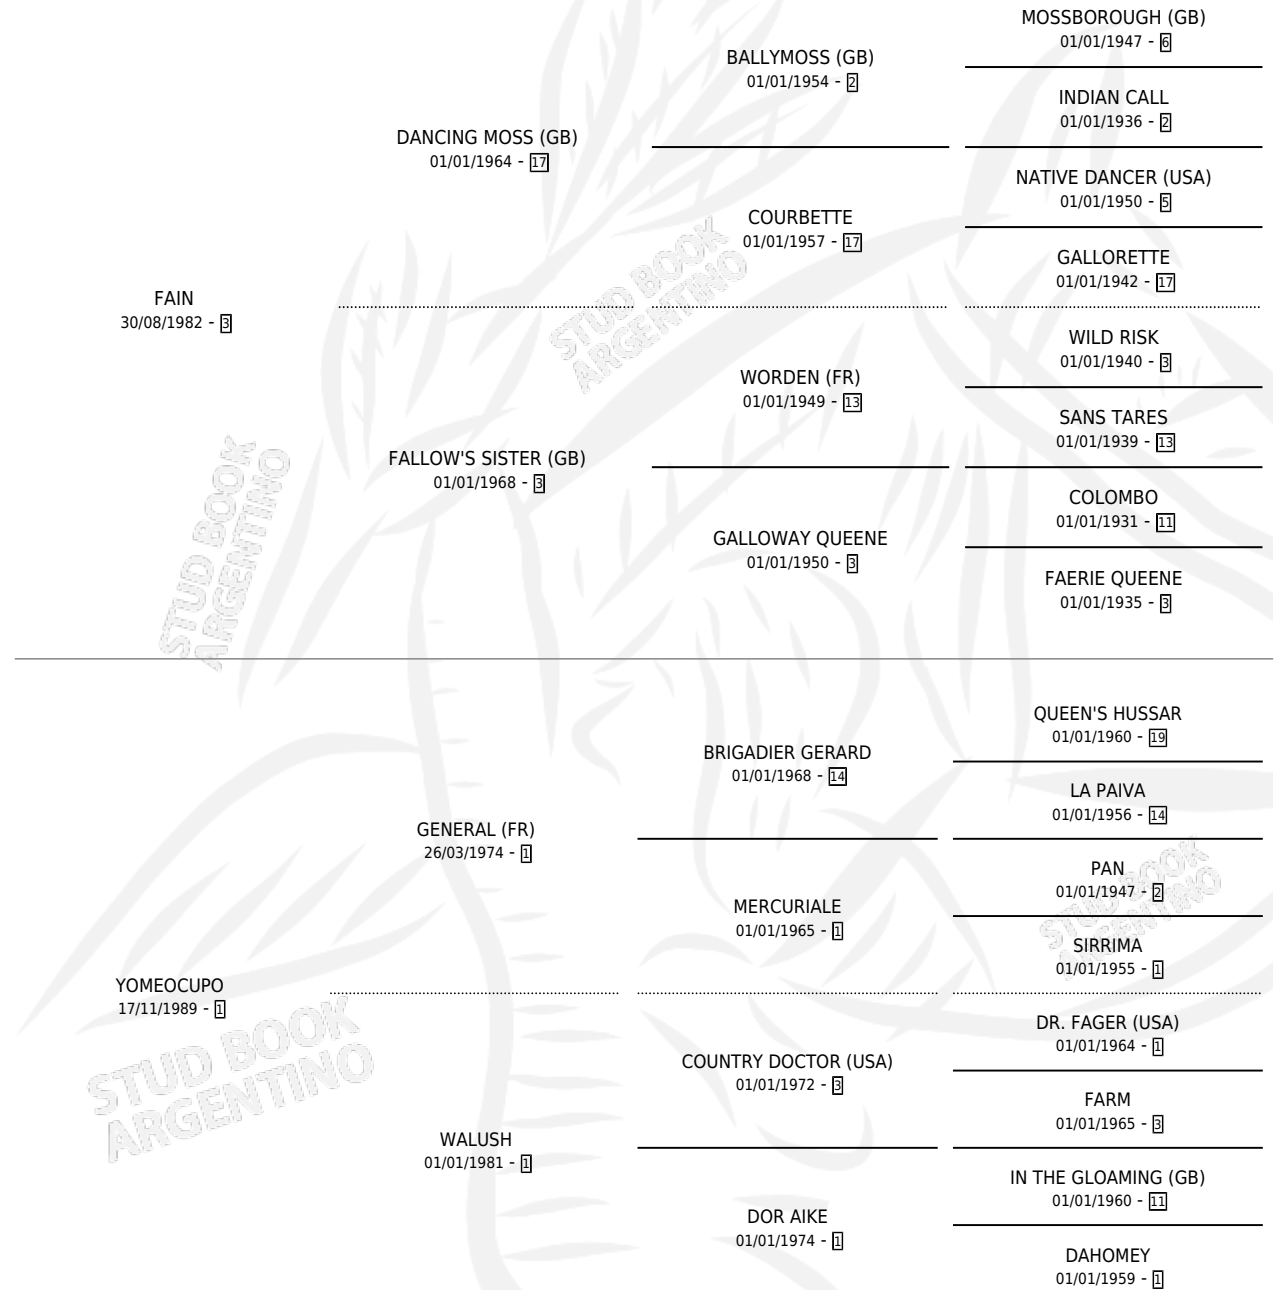 MOSSBOROUGH (GB)
01/01/1947 - 6
BALLYMOSS (GB)
01/01/1954 - 2
INDIAN CALL
01/01/1936 - 2
DANCING MOSS (GB)
01/01/1964 - 17
NATIVE DANCER (USA)
01/01/1950 - 5
COURBETTE
01/01/1957 - 17
GALLORETTE
01/01/1942 - 17
FAIN
30/08/1982 - 3
WILD RISK
01/01/1940 - 3
WORDEN (FR)
01/01/1949 - 13
SANS TARES
01/01/1939 - 13
FALLOW'S SISTER (GB)
01/01/1968 - 3
COLOMBO
01/01/1931 - 11
GALLOWAY QUEENE
01/01/1950 - 3
FAERIE QUEENE
01/01/1935 - 3
QUEEN'S HUSSAR
01/01/1960 - 19
BRIGADIER GERARD
01/01/1968 - 14
LA PAIVA
01/01/1956 - 14
GENERAL (FR)
26/03/1974 - 1
PAN
01/01/1947 - 2
MERCURIALE
01/01/1965 - 1
SIRRIMA
01/01/1955 - 1
YOMEOCUPO
17/11/1989 - 1
DR. FAGER (USA)
01/01/1964 - 1
COUNTRY DOCTOR (USA)
01/01/1972 - 3
FARM
01/01/1965 - 3
WALUSH
01/01/1981 - 1
IN THE GLOAMING (GB)
01/01/1960 - 11
DOR AIKE
01/01/1974 - 1
DAHOMEY
01/01/1959 - 1
STUD BOOK
ARGENTINO
STUD BOOK
ARGENTINO
STUD BOOK
ARGENTINO
STUD BOOK
ARGENTINO